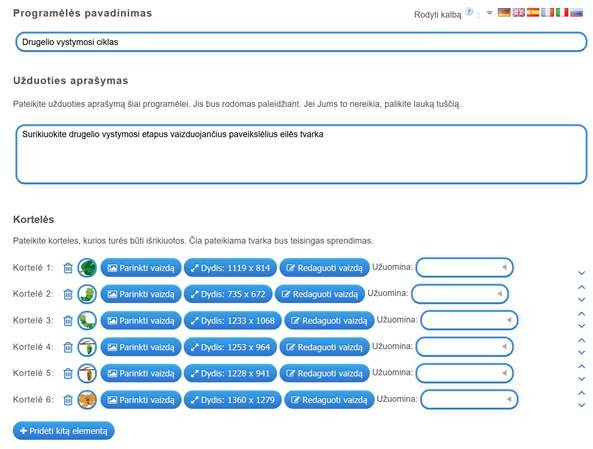 Programėlės pavadinimas
Rodyti kalbą ? :
Drugelio vystymosi ciklas
Užduoties aprašymas
Pateikite užduoties aprašymą šiai programėlei. Jis bus rodomas paleidžiant. Jei Jums to nereikia, palikite lauką tuščią.
Surikiuokite drugelio vystymosi etapus vaizduojančius paveikslėlius eilės tvarka
Kortelės
Pateikite korteles, kurios turės būti išrikiuotos. Čia pateikiama tvarka bus teisingas sprendimas.
Kortelė 1: Parinkti vaizdą Dydis: 1119 x 814 Redaguoti vaizdą Užuomina:
Kortelė 2: Parinkti vaizdą Dydis: 735 x 672 Redaguoti vaizdą Užuomina:
Kortelė 3: Parinkti vaizdą Dydis: 1233 x 1068 Redaguoti vaizdą Užuomina:
Kortelė 4: Parinkti vaizdą Dydis: 1253 x 964 Redaguoti vaizdą Užuomina:
Kortelė 5: Parinkti vaizdą Dydis: 1228 x 941 Redaguoti vaizdą Užuomina:
Kortelė 6: Parinkti vaizdą Dydis: 1360 x 1279 Redaguoti vaizdą Užuomina:
Pridėti kitą elementą